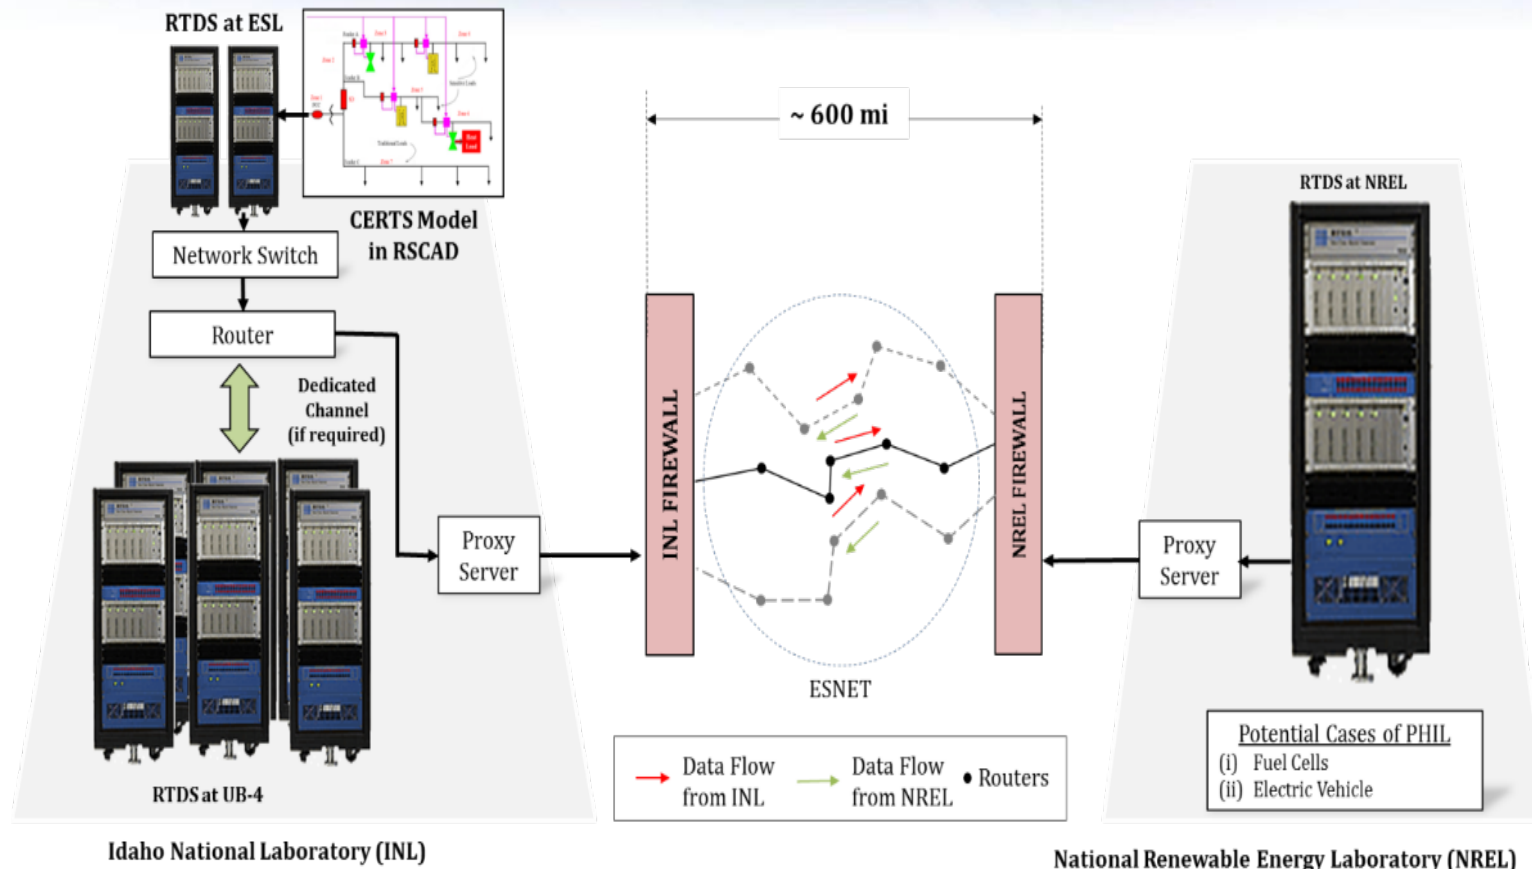 RTDS at ESL
CERTS Model
in RSCAD
Network Switch
Router
Dedicated
Channel
(if required)
Proxy
Server
RTDS at UB-4
Idaho National Laboratory (INL)
~ 600 mi
INL FIREWALL
NREL FIREWALL
ESNET
Data Flow
from INL
Data Flow
from NREL
Routers
RTDS at NREL
Proxy
Server
Potential Cases of PHIL
(i) Fuel Cells
(ii) Electric Vehicle
National Renewable Energy Laboratory (NREL)